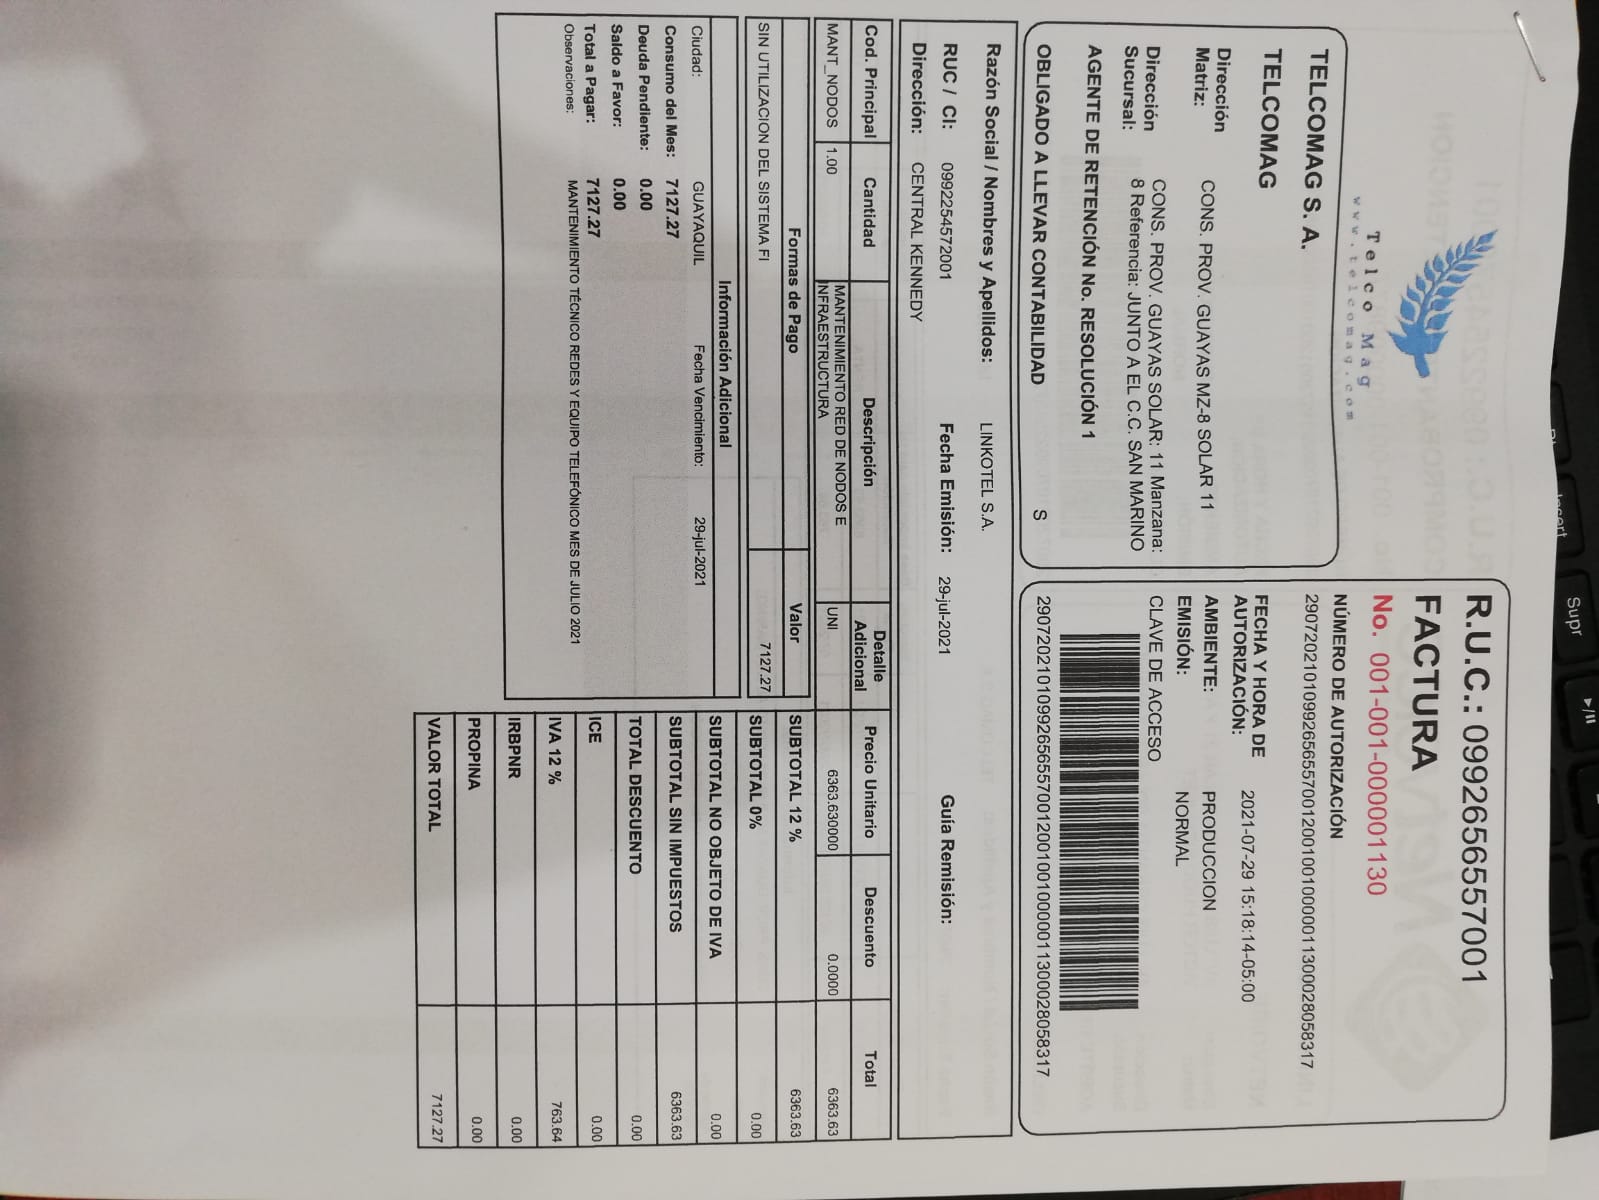 Telco Mag
www.telcomag.com
TELCOMAG S. A.
TELCOMAG
Dirección Matriz: CONS. PROV. GUAYAS MZ-8 SOLAR 11
Dirección Sucursal: CONS. PROV. GUAYAS SOLAR: 11 Manzana:
8 Referencia: JUNTO A EL C.C. SAN MARINO
AGENTE DE RETENCIÓN No. RESOLUCIÓN 1
OBLIGADO A LLEVAR CONTABILIDAD S
R.U.C.: 0992656557001
FACTURA
No. 001-001-000001130
NÚMERO DE AUTORIZACIÓN
2907202101099265655700120010010000011300028058317
FECHA Y HORA DE AUTORIZACIÓN: 2021-07-29 15:18:14-05:00
AMBIENTE: PRODUCCION
EMISIÓN: NORMAL
CLAVE DE ACCESO
2907202101099265655700120010010000011300028058317
Razón Social / Nombres y Apellidos: LINKOTEL S.A.
RUC / CI: 0992254572001 Fecha Emisión: 29-jul-2021 Guía Remisión:
Dirección: CENTRAL KENNEDY
Cod. Principal Cantidad Descripción Detalle Adicional Precio Unitario Descuento Total
MANT_NODOS 1.00 MANTENIMIENTO RED DE NODOS E INFRAESTRUCTURA UNI 6363.630000 0.0000 6363.63
Formas de Pago Valor
SIN UTILIZACION DEL SISTEMA FI 7127.27
Información Adicional
Ciudad: GUAYAQUIL Fecha Vencimiento: 29-jul-2021
Consumo del Mes: 7127.27
Deuda Pendiente: 0.00
Saldo a Favor: 0.00
Total a Pagar: 7127.27
Observaciones: MANTENIMIENTO TÉCNICO REDES Y EQUIPO TELEFÓNICO MES DE JULIO 2021
SUBTOTAL 12 % 6363.63
SUBTOTAL 0% 0.00
SUBTOTAL NO OBJETO DE IVA 0.00
SUBTOTAL SIN IMPUESTOS 6363.63
TOTAL DESCUENTO 0.00
ICE 0.00
IVA 12 % 763.64
IRBPNR 0.00
PROPINA 0.00
VALOR TOTAL 7127.27
Supr